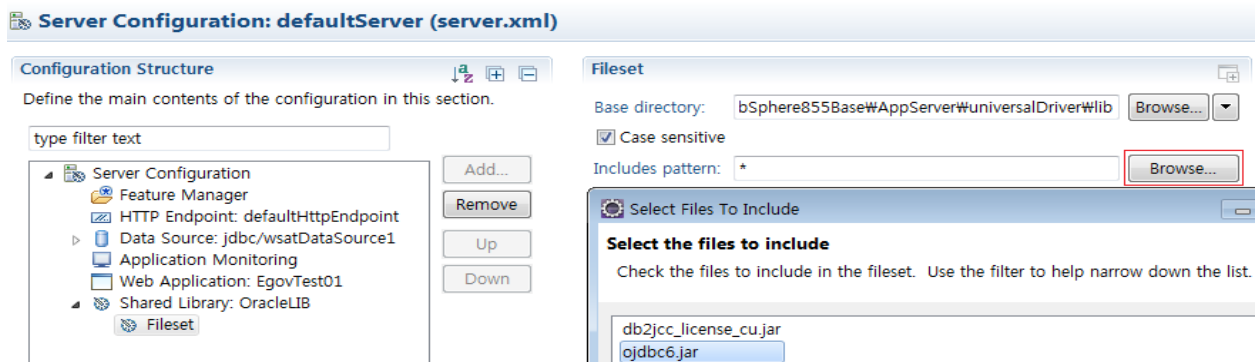 Server Configuration: defaultServer (server.xml)
Configuration Structure
Define the main contents of the configuration in this section.
type filter text
Server Configuration
Feature Manager
HTTP Endpoint: defaultHttpEndpoint
Data Source: jdbc/wsatDataSource1
Application Monitoring
Web Application: EgovTest01
Shared Library: OracleLIB
Fileset
Add...
Remove
Up
Down
Fileset
Base directory: bSphere855Base₩AppServer₩universalDriver₩lib Browse...
Case sensitive
Includes pattern: * Browse...
Select Files To Include
Select the files to include
Check the files to include in the fileset. Use the filter to help narrow down the list.
db2jcc_license_cu.jar
ojdbc6.jar